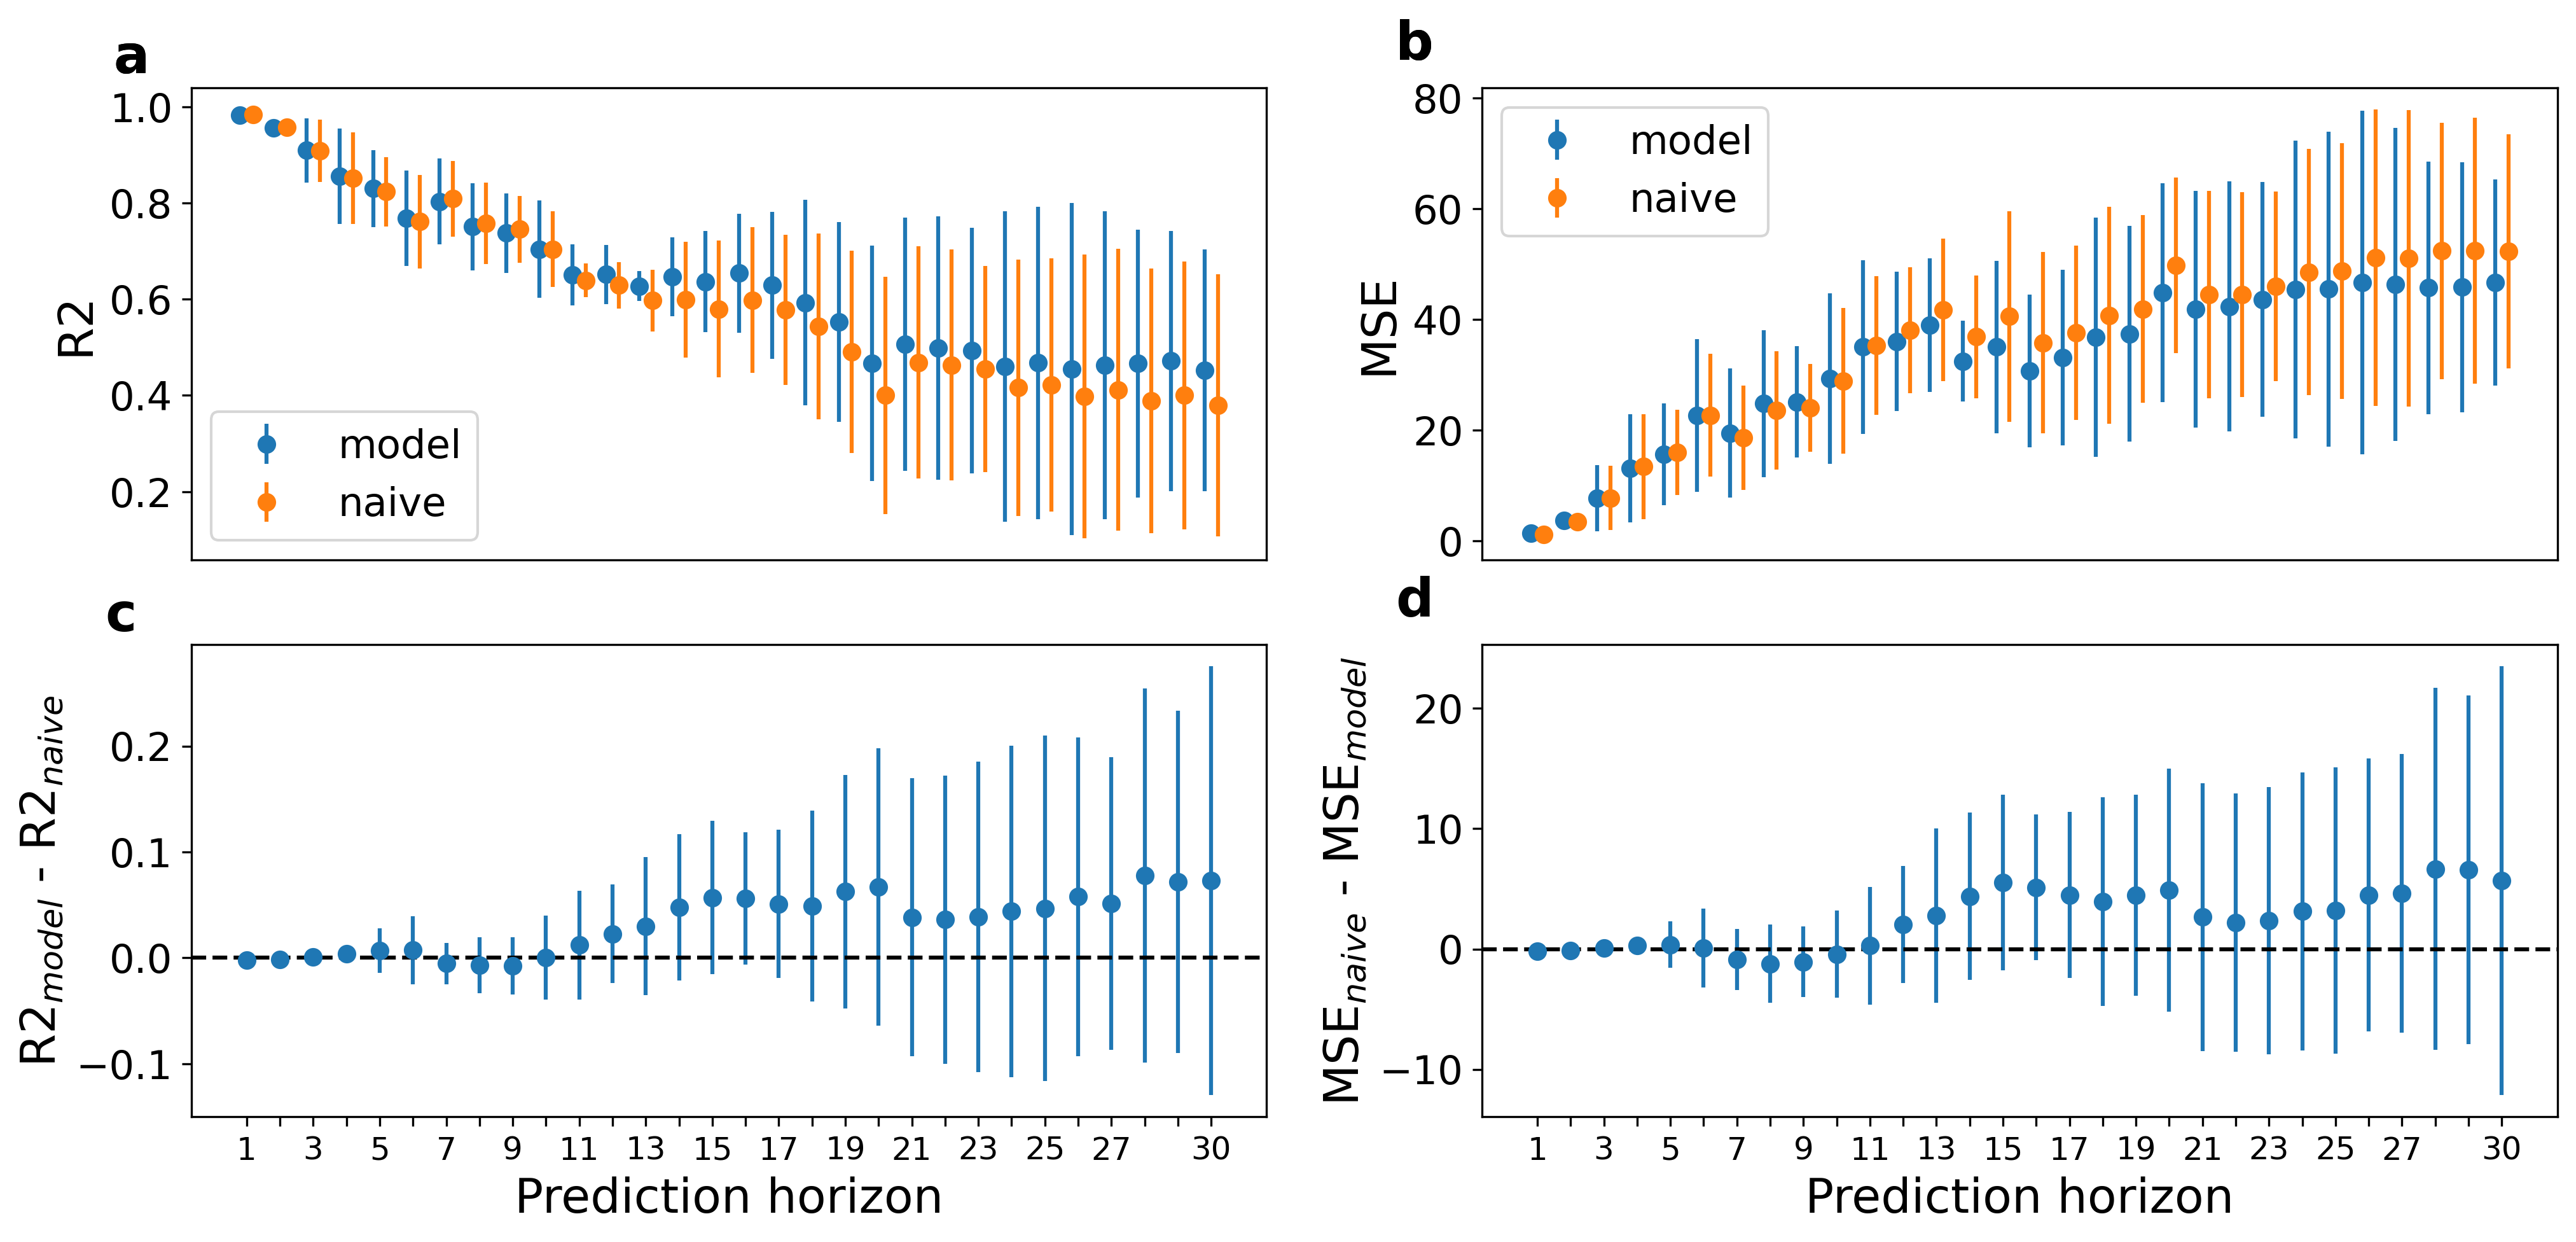 a
1.0
0.8
0.6
0.4
0.2
R2
model
naive
b
80
60
40
20
0
MSE
model
naive
c
0.2
0.1
0.0
−0.1
R2model - R2naive
1 3 5 7 9 11 13 15 17 19 21 23 25 27 30
Prediction horizon
d
20
10
0
−10
MSEnaive - MSEmodel
1 3 5 7 9 11 13 15 17 19 21 23 25 27 30
Prediction horizon